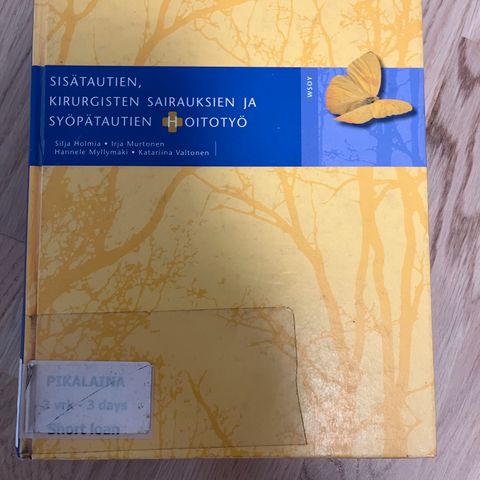 SISÄTAUTIEN,
KIRURGISTEN SAIRAUKSIEN JA
SYÖPÄTAUTIEN HOITOTYÖ
Silja Holmia • Irja Murtonen
Hannele Myllymäki • Katariina Valtonen
WSOY
PIKALAINA
3 vrk - 3 days
Short loan